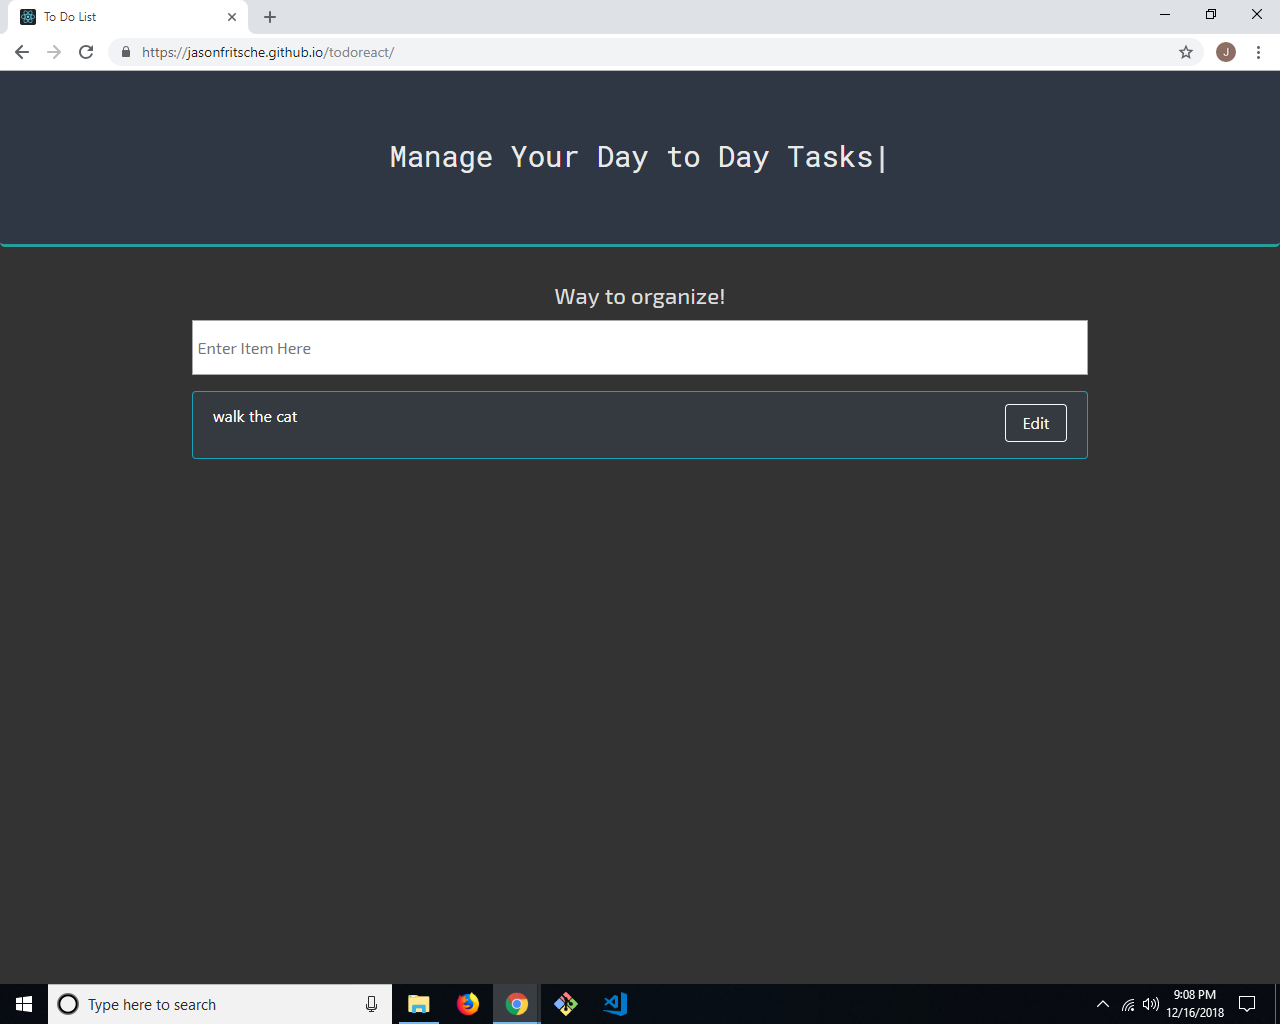 To Do List
https://jasonfritsche.github.io/todoreact/
J
Manage Your Day to Day Tasks|
Way to organize!
Enter Item Here
walk the cat
Edit
Type here to search
9:08 PM
12/16/2018